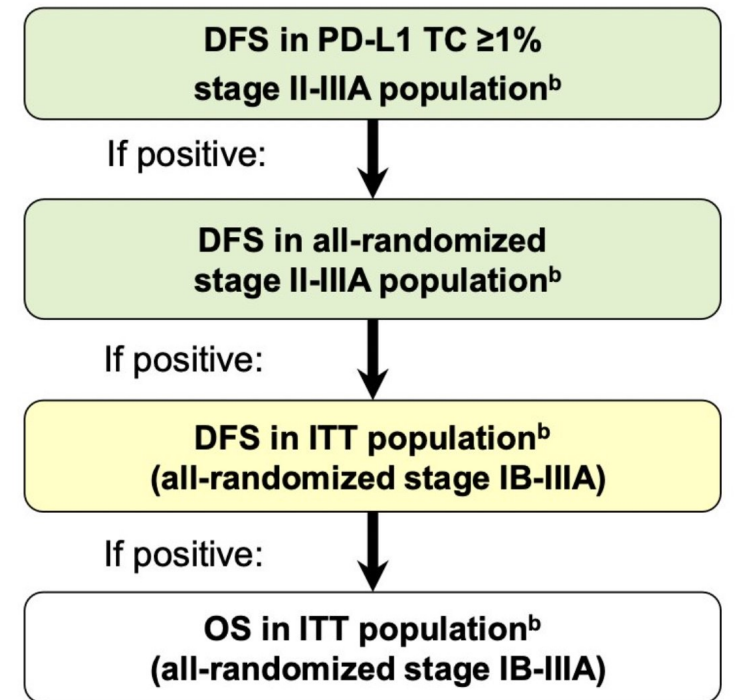 DFS in PD-L1 TC ≥1%
stage II-IIIA populationᵇ
If positive:
DFS in all-randomized
stage II-IIIA populationᵇ
If positive:
DFS in ITT populationᵇ
(all-randomized stage IB-IIIA)
If positive:
OS in ITT populationᵇ
(all-randomized stage IB-IIIA)